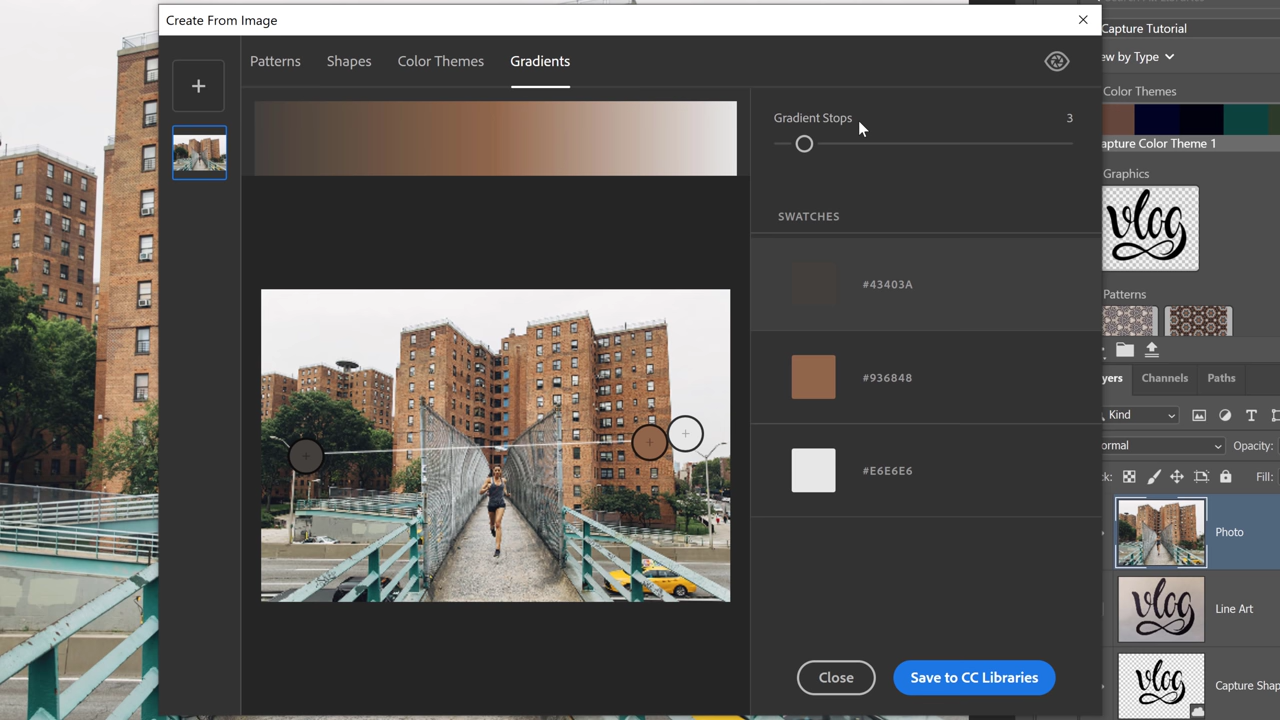 Create From Image
Patterns
Shapes
Color Themes
Gradients
Gradient Stops
3
SWATCHES
#43403A
#936848
#E6E6E6
Close
Save to CC Libraries
Capture Tutorial
ew by Type
Color Themes
apture Color Theme 1
Graphics
vlog
Patterns
yers
Channels
Paths
Kind
ormal
Opacity:
k:
Fill:
Photo
vlog
Line Art
vlog
Capture Shap